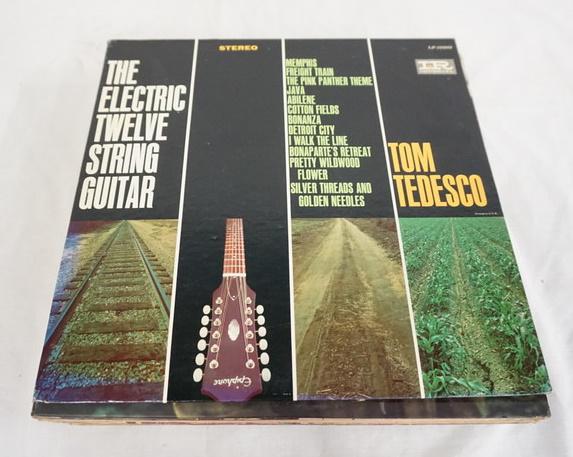 THE
ELECTRIC
TWELVE
STRING
GUITAR
STEREO
MEMPHIS
FREIGHT TRAIN
THE PINK PANTHER THEME
JAVA
ABILENE
COTTON FIELDS
BONANZA
DETROIT CITY
I WALK THE LINE
BONAPARTE'S RETREAT
PRETTY WILDWOOD
FLOWER
SILVER THREADS AND
GOLDEN NEEDLES
IR
TOM
TEDESCO
Epiphone